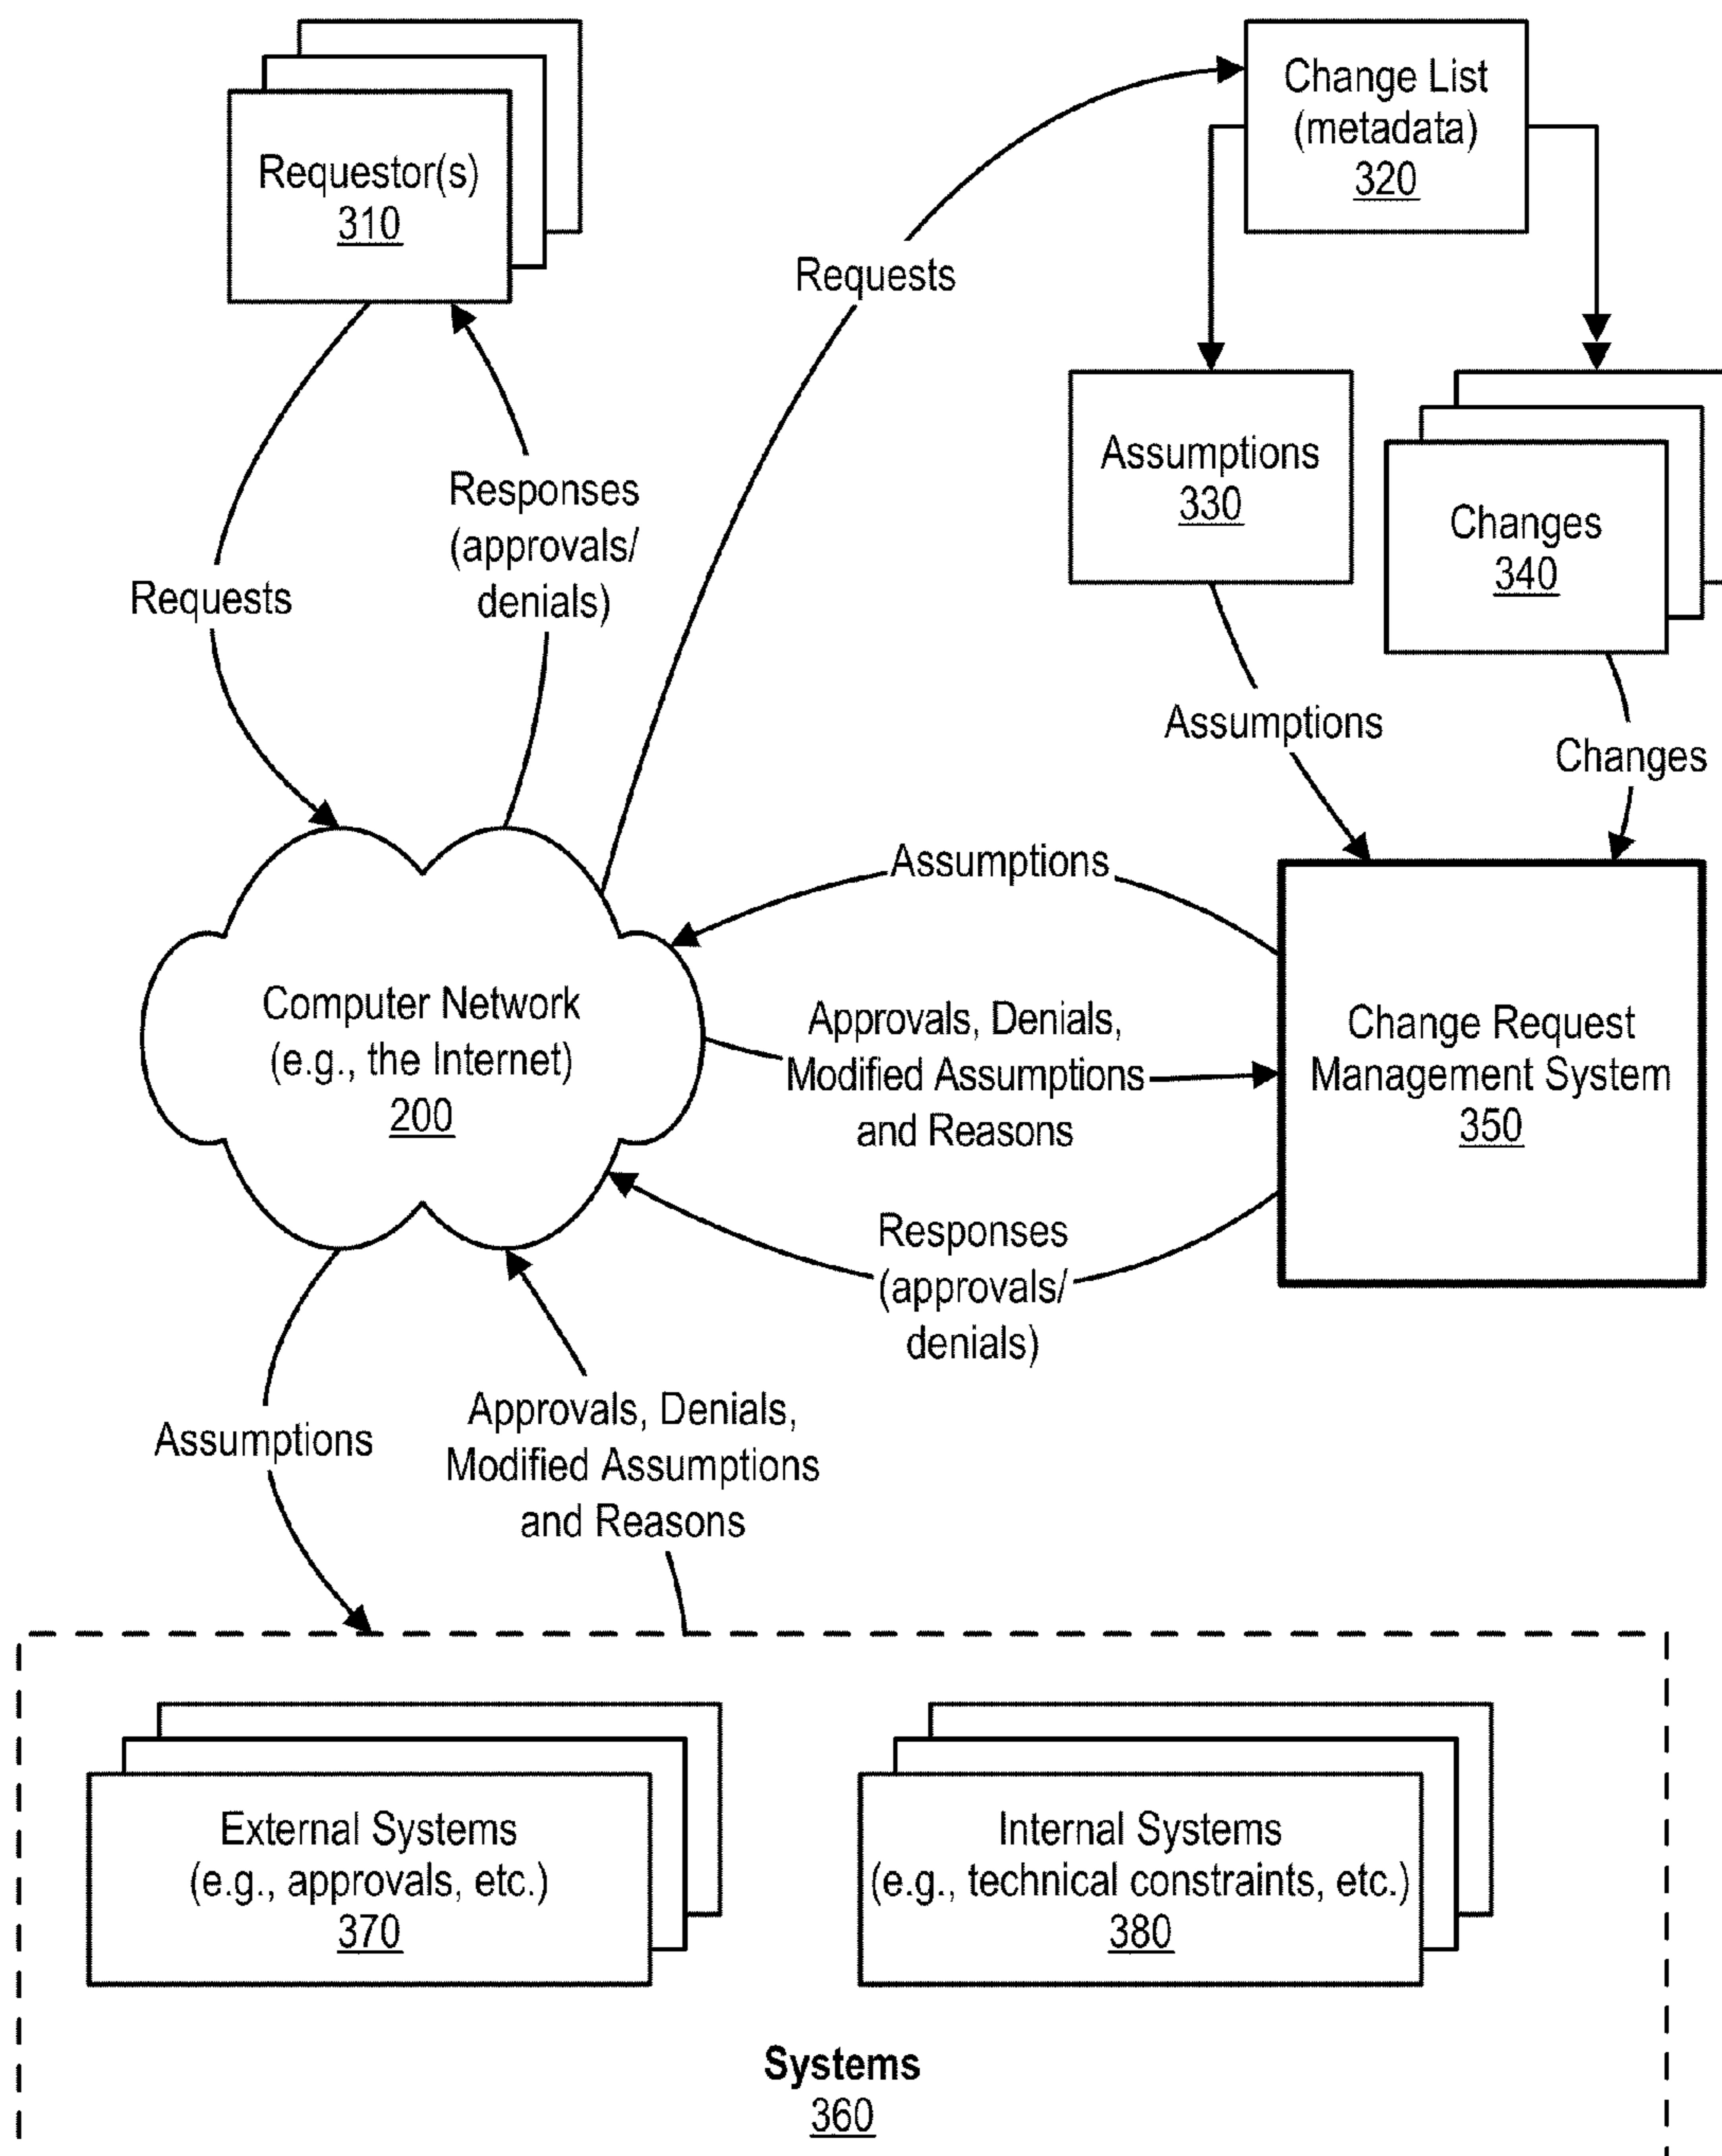 Requestor(s)
310
Change List
(metadata)
320
Requests
Assumptions
330
Changes
340
Responses
(approvals/
denials)
Requests
Assumptions
Changes
Assumptions
Computer Network
(e.g., the Internet)
200
Approvals, Denials,
Modified Assumptions
and Reasons
Change Request
Management System
350
Responses
(approvals/
denials)
Assumptions
Approvals, Denials,
Modified Assumptions
and Reasons
External Systems
(e.g., approvals, etc.)
370
Internal Systems
(e.g., technical constraints, etc.)
380
Systems
360